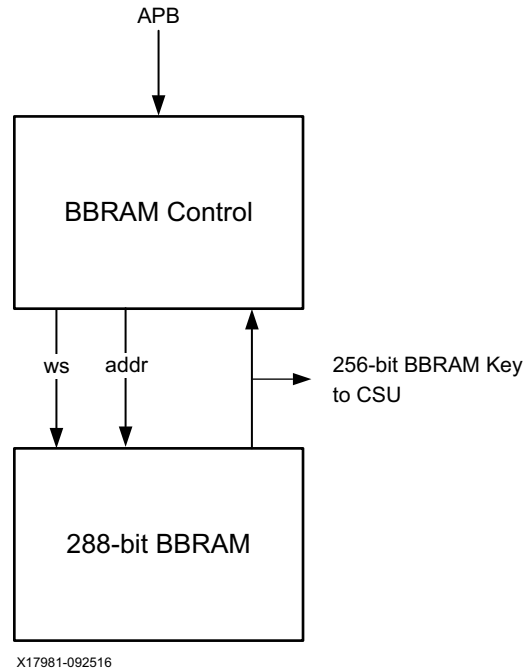 APB
BBRAM Control
ws
addr
256-bit BBRAM Key
to CSU
288-bit BBRAM
X17981-092516